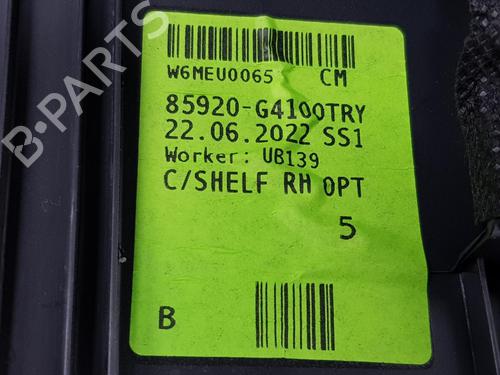 W6MEU0065 CM
85920-G4100TRY
22.06.2022 SS1
Worker: UB139
C/SHELF RH OPT
5
B
B-PARTS